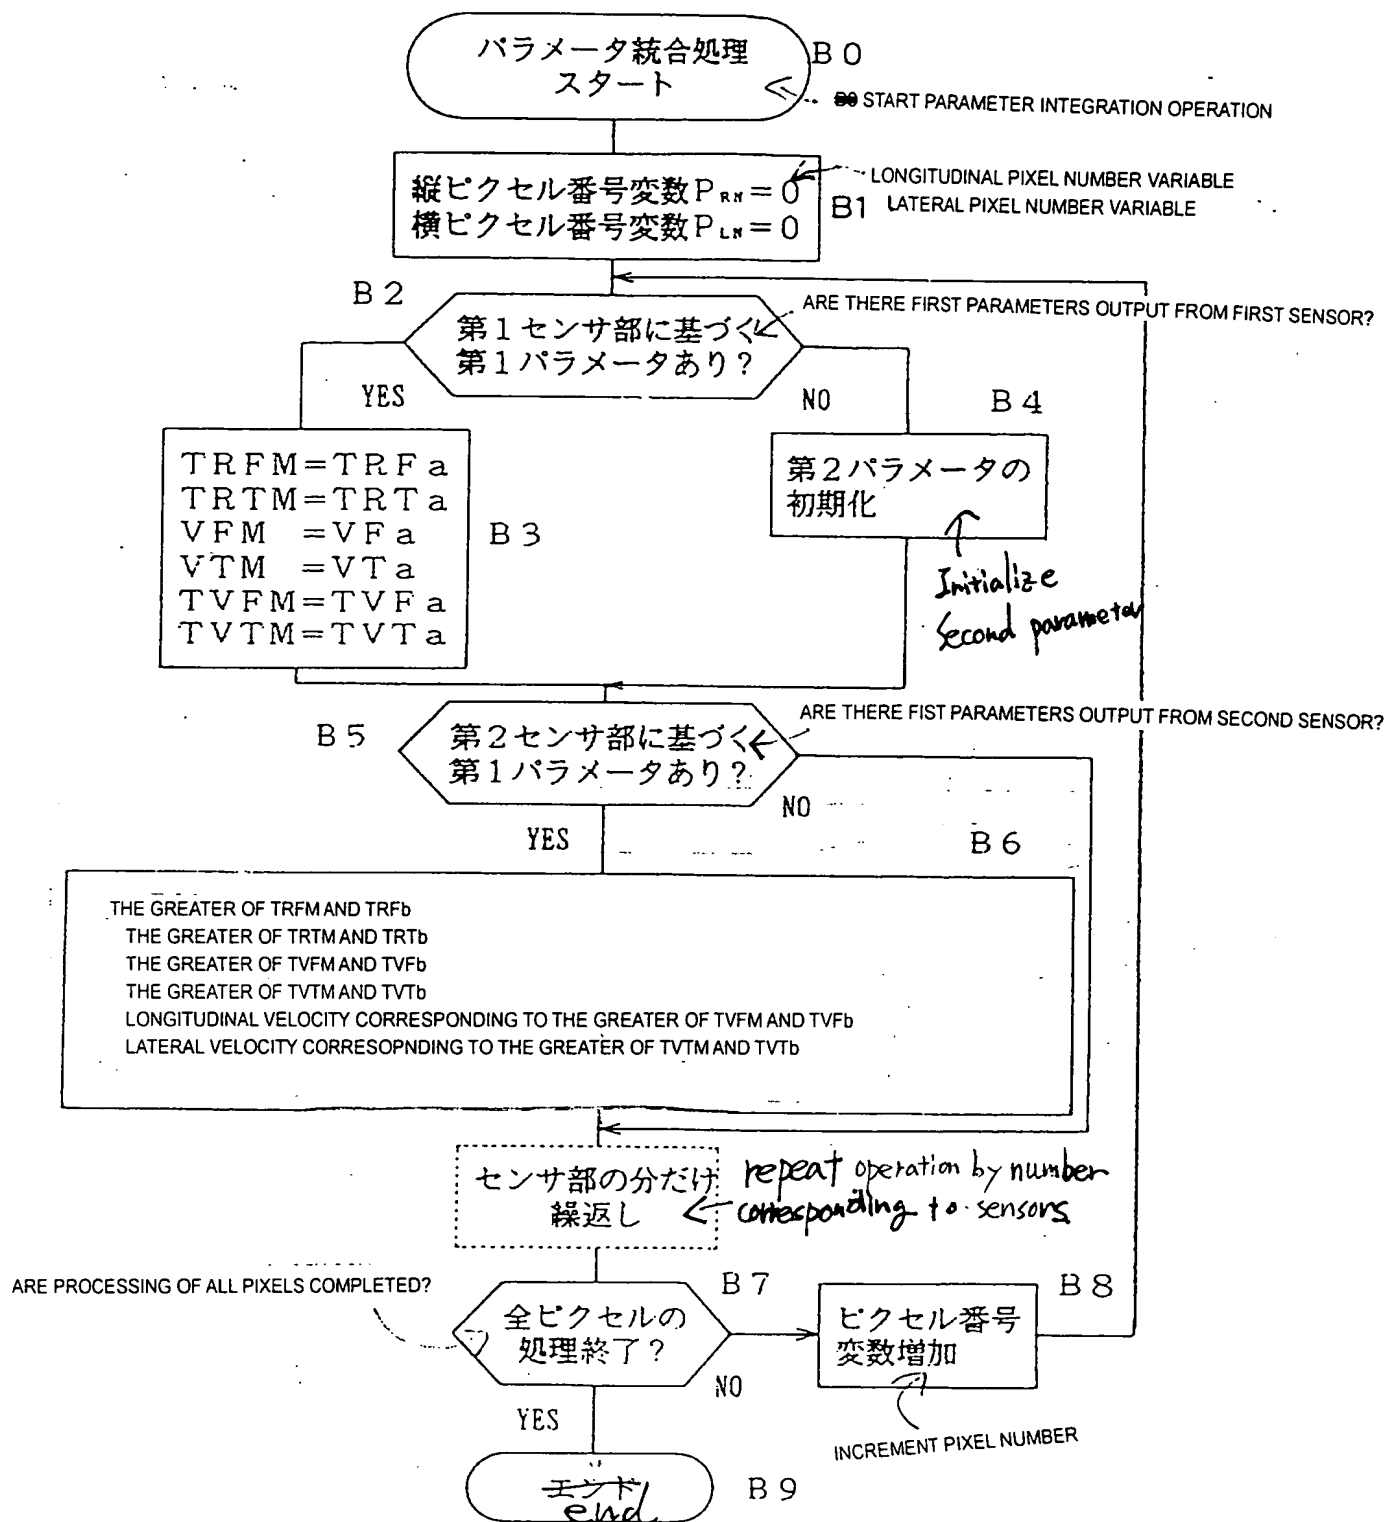 パラメータ統合処理
スタート
B0
B0 START PARAMETER INTEGRATION OPERATION
縦ピクセル番号変数PRN=0
横ピクセル番号変数PLN=0
B1
LONGITUDINAL PIXEL NUMBER VARIABLE
LATERAL PIXEL NUMBER VARIABLE
B2
第1センサ部に基づく
第1パラメータあり?
ARE THERE FIRST PARAMETERS OUTPUT FROM FIRST SENSOR?
YES
NO
B4
TRFM=TRFa
TRTM=TRTa
VFM =VFa
VTM =VTa
TVFM=TVFa
TVTM=TVTa
B3
第2パラメータの
初期化
Initialize
Second parameter
B5
第2センサ部に基づく
第1パラメータあり?
ARE THERE FIST PARAMETERS OUTPUT FROM SECOND SENSOR?
NO
YES
B6
THE GREATER OF TRFM AND TRFb
THE GREATER OF TRTM AND TRTb
THE GREATER OF TVFM AND TVFb
THE GREATER OF TVTM AND TVTb
LONGITUDINAL VELOCITY CORRESPONDING TO THE GREATER OF TVFM AND TVFb
LATERAL VELOCITY CORRESOPNDING TO THE GREATER OF TVTM AND TVTb
センサ部の分だけ
繰返し
repeat operation by number
corresponding to sensors
ARE PROCESSING OF ALL PIXELS COMPLETED?
全ピクセルの
処理終了?
B7
B8
ピクセル番号
変数増加
NO
YES
INCREMENT PIXEL NUMBER
エンド
end
B9